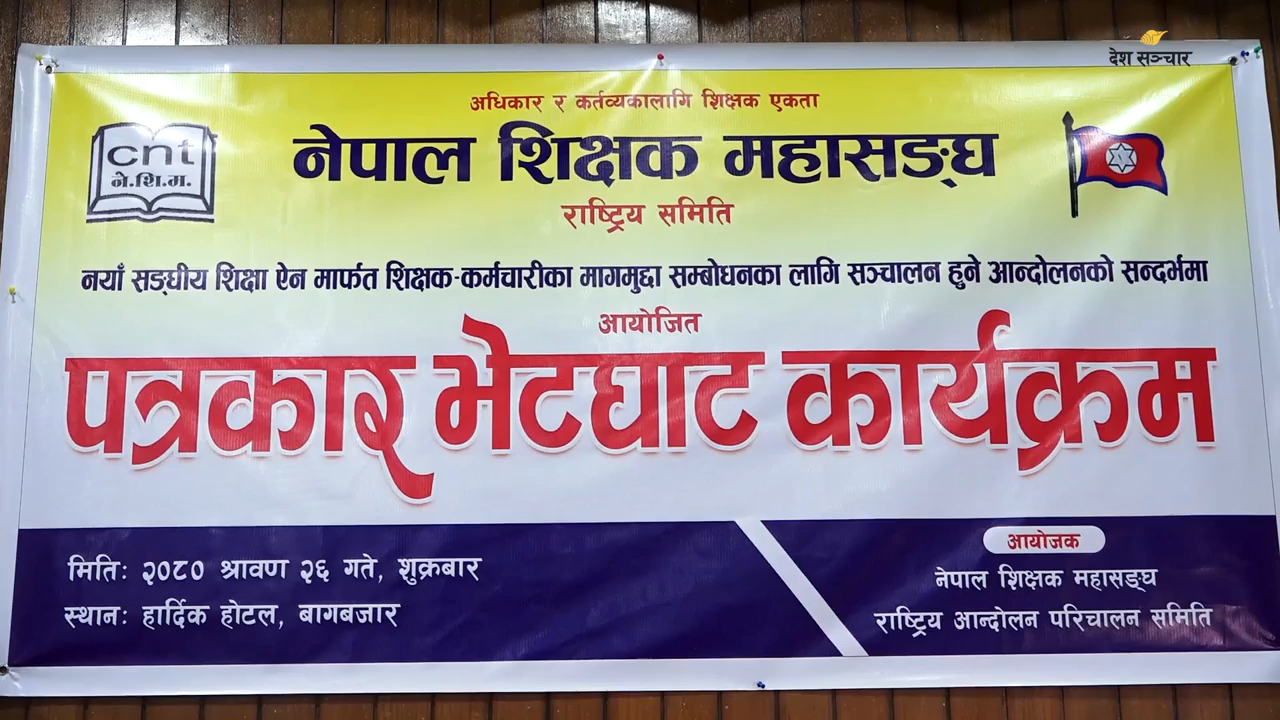 देश सञ्चार
अधिकार र कर्तव्यकालागि शिक्षक एकता
नेपाल शिक्षक महासङ्घ
cnt
ने.शि.म.
राष्ट्रिय समिति
नयाँ सङ्घीय शिक्षा ऐन मार्फत शिक्षक-कर्मचारीका मागमुद्दा सम्बोधनका लागि सञ्चालन हुने आन्दोलनको सन्दर्भमा
आयोजित
पत्रकार भेटघाट कार्यक्रम
मितिः २०८० श्रावण २६ गते, शुक्रबार
स्थानः हार्दिक होटल, बागबजार
आयोजक
नेपाल शिक्षक महासङ्घ
राष्ट्रिय आन्दोलन परिचालन समिति